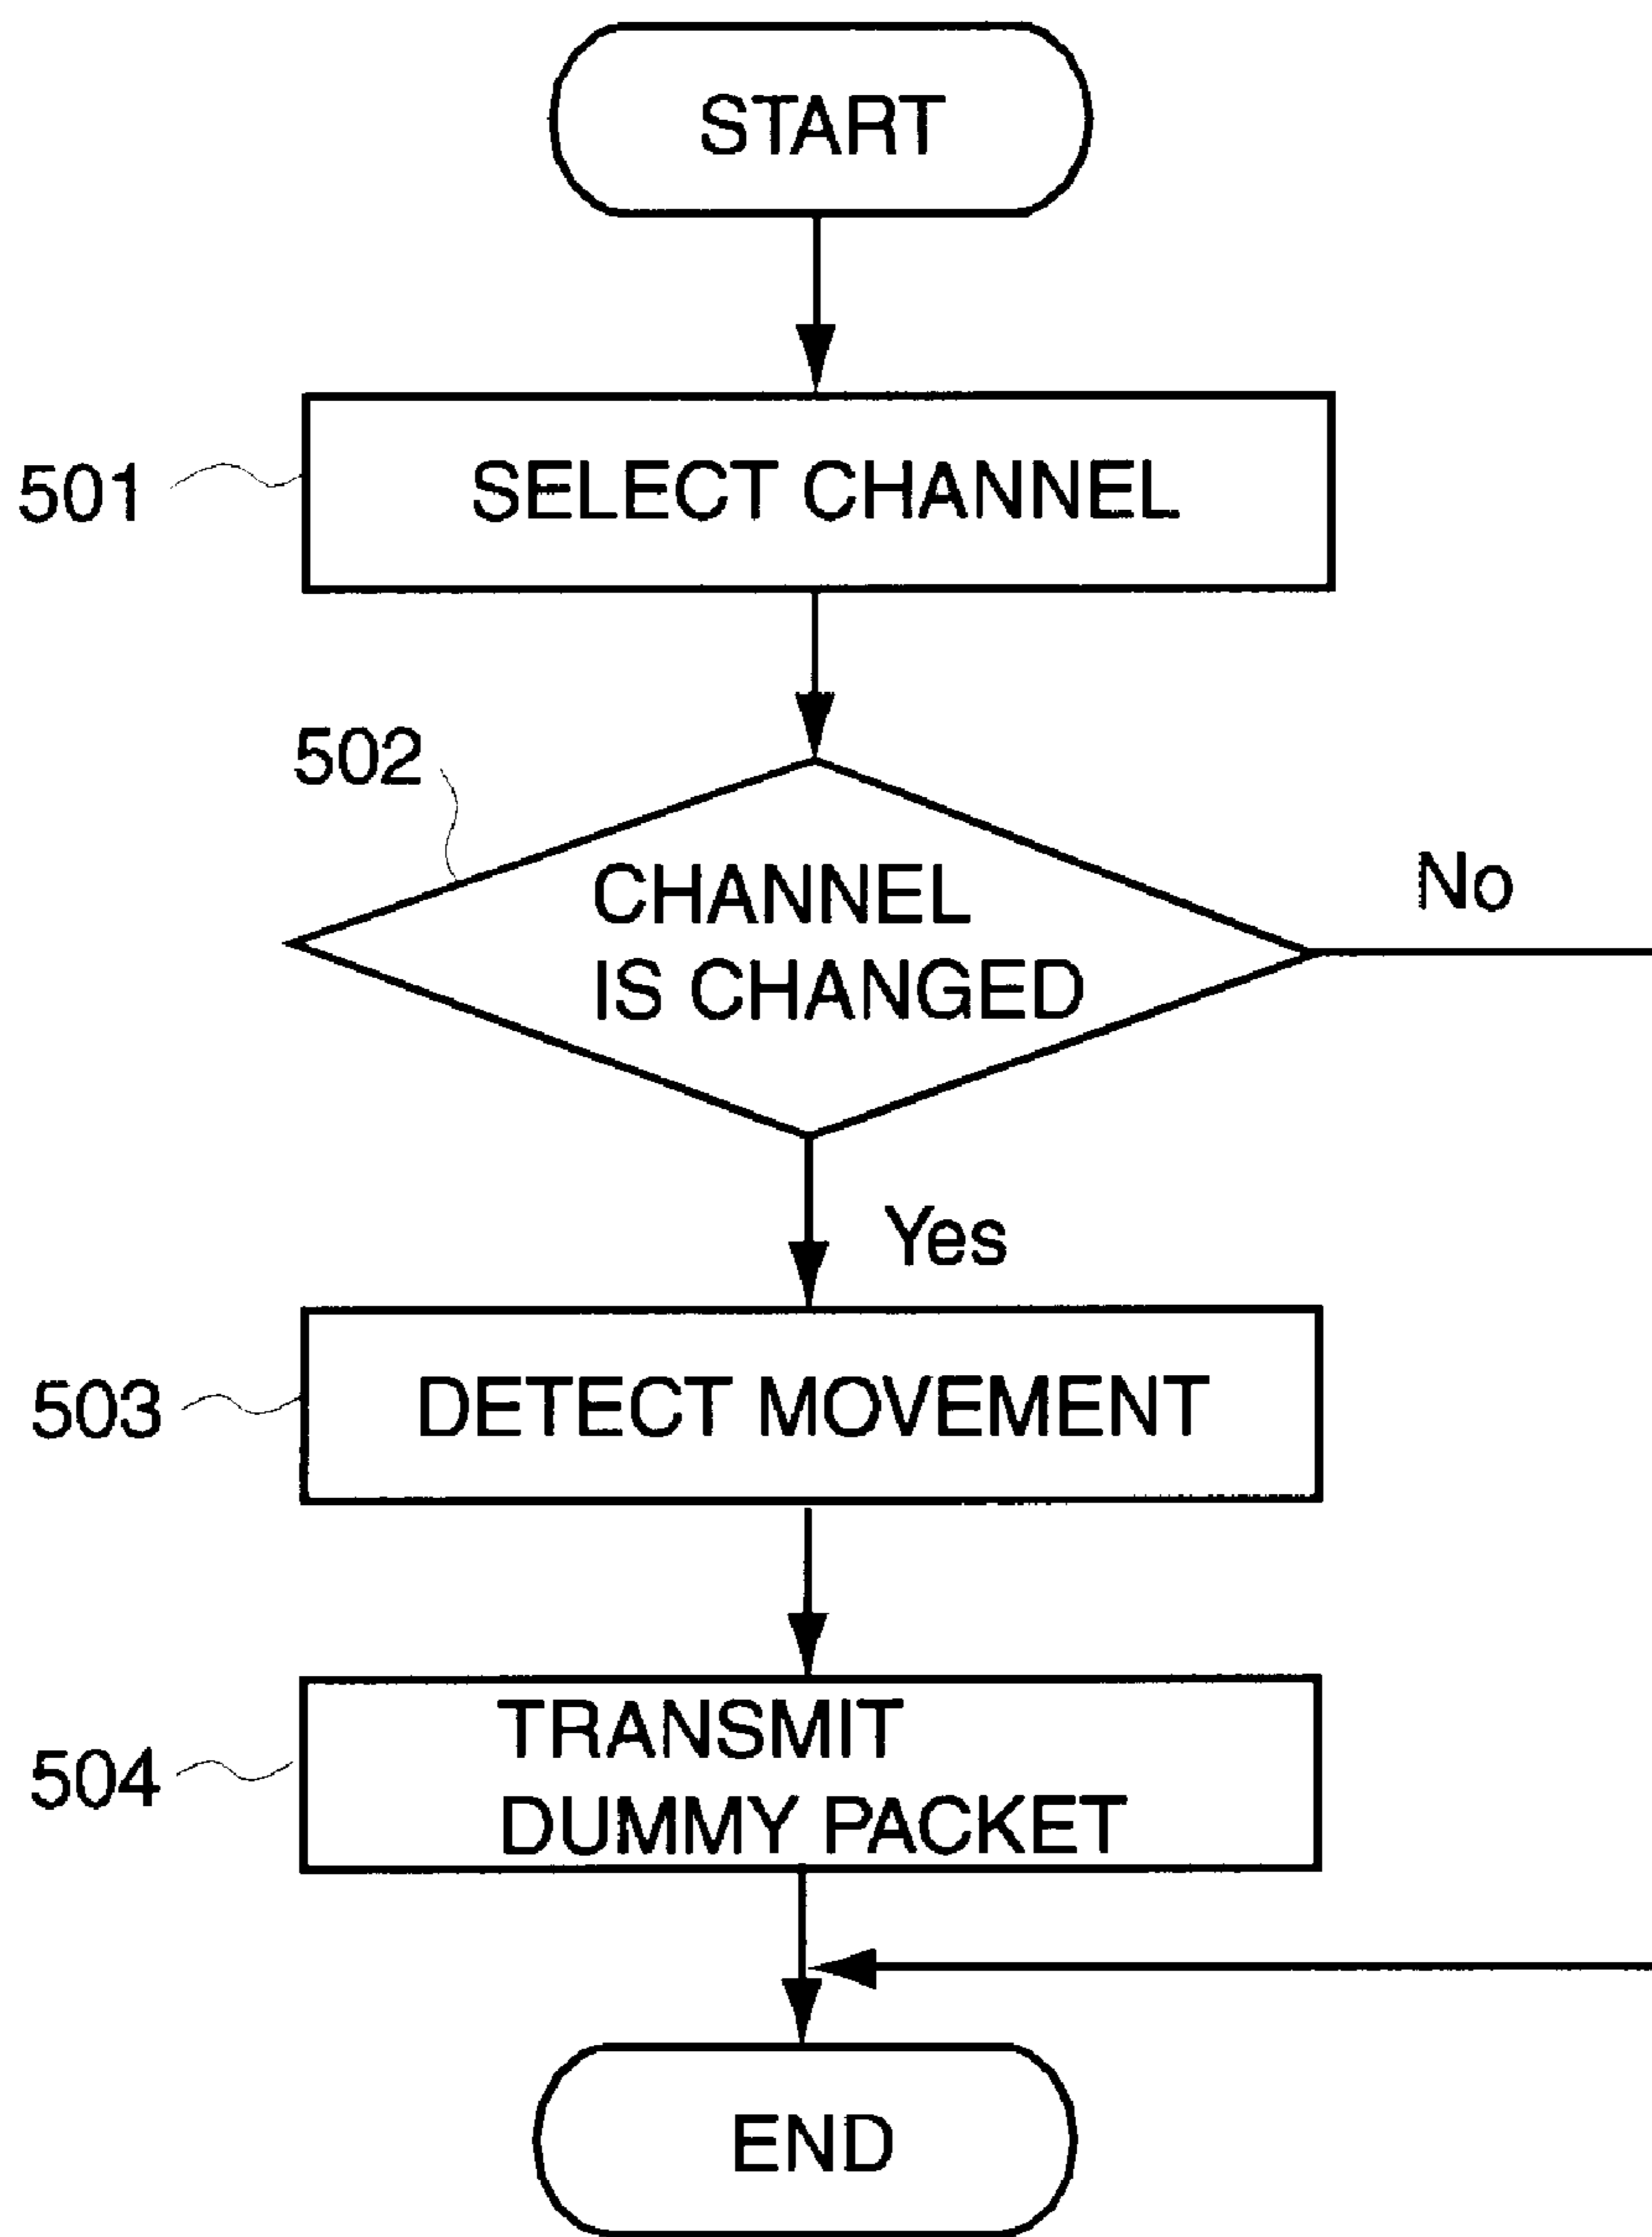 START
501
SELECT CHANNEL
502
CHANNEL
IS CHANGED
No
Yes
503
DETECT MOVEMENT
504
TRANSMIT
DUMMY PACKET
END